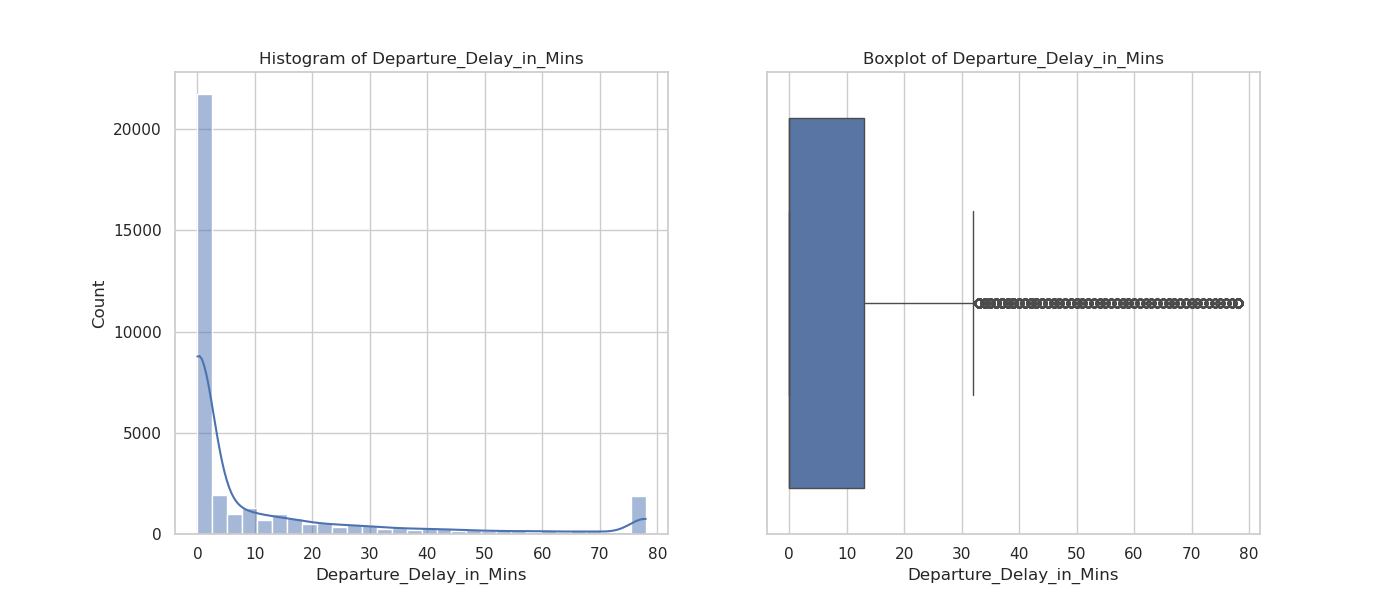 Histogram of Departure_Delay_in_Mins
20000
15000
10000
5000
0
Count
0 10 20 30 40 50 60 70 80
Departure_Delay_in_Mins
Boxplot of Departure_Delay_in_Mins
0 10 20 30 40 50 60 70 80
Departure_Delay_in_Mins